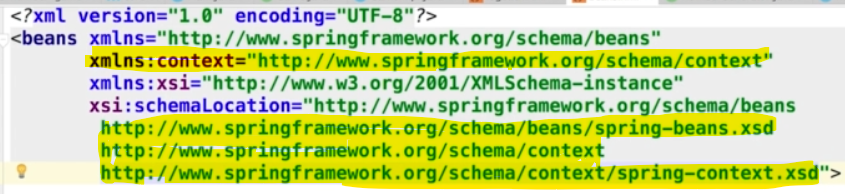 <?xml version="1.0" encoding="UTF-8"?>
<beans xmlns="http://www.springframework.org/schema/beans"
xmlns:context="http://www.springframework.org/schema/context"
xmlns:xsi="http://www.w3.org/2001/XMLSchema-instance"
xsi:schemaLocation="http://www.springframework.org/schema/beans
http://www.springframework.org/schema/beans/spring-beans.xsd
http://www.springframework.org/schema/context
http://www.springframework.org/schema/context/spring-context.xsd">